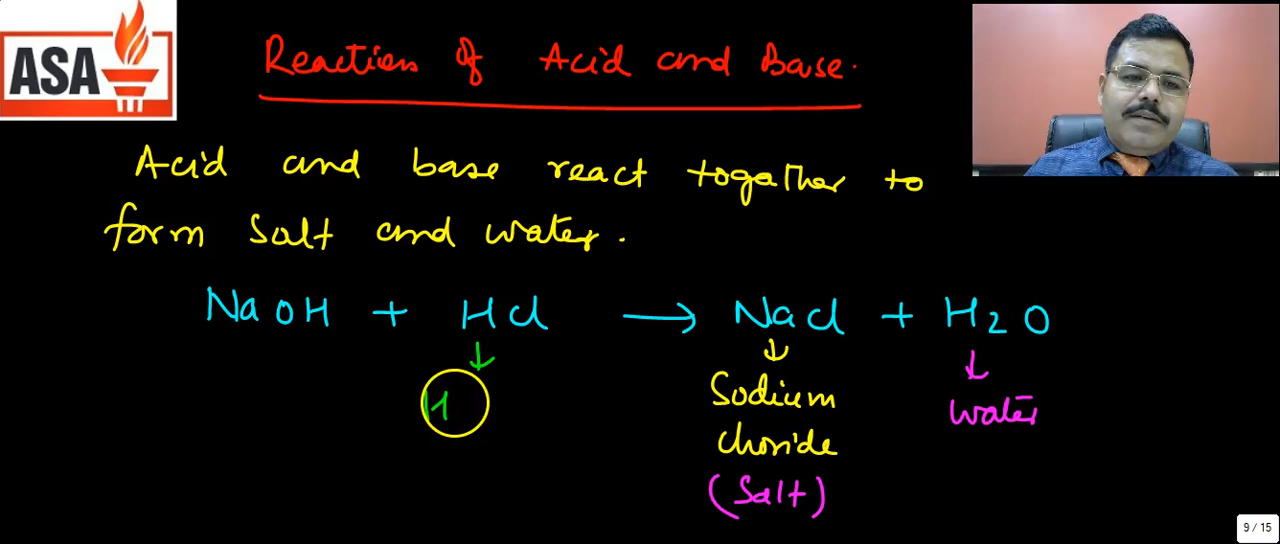 ASA
Reaction of Acid and Base.
Acid and base react together to
form Salt and water.
NaOH + HCl → NaCl + H2O
↓ ↓ ↓
H Sodium water
choride
(Salt)
9 / 15